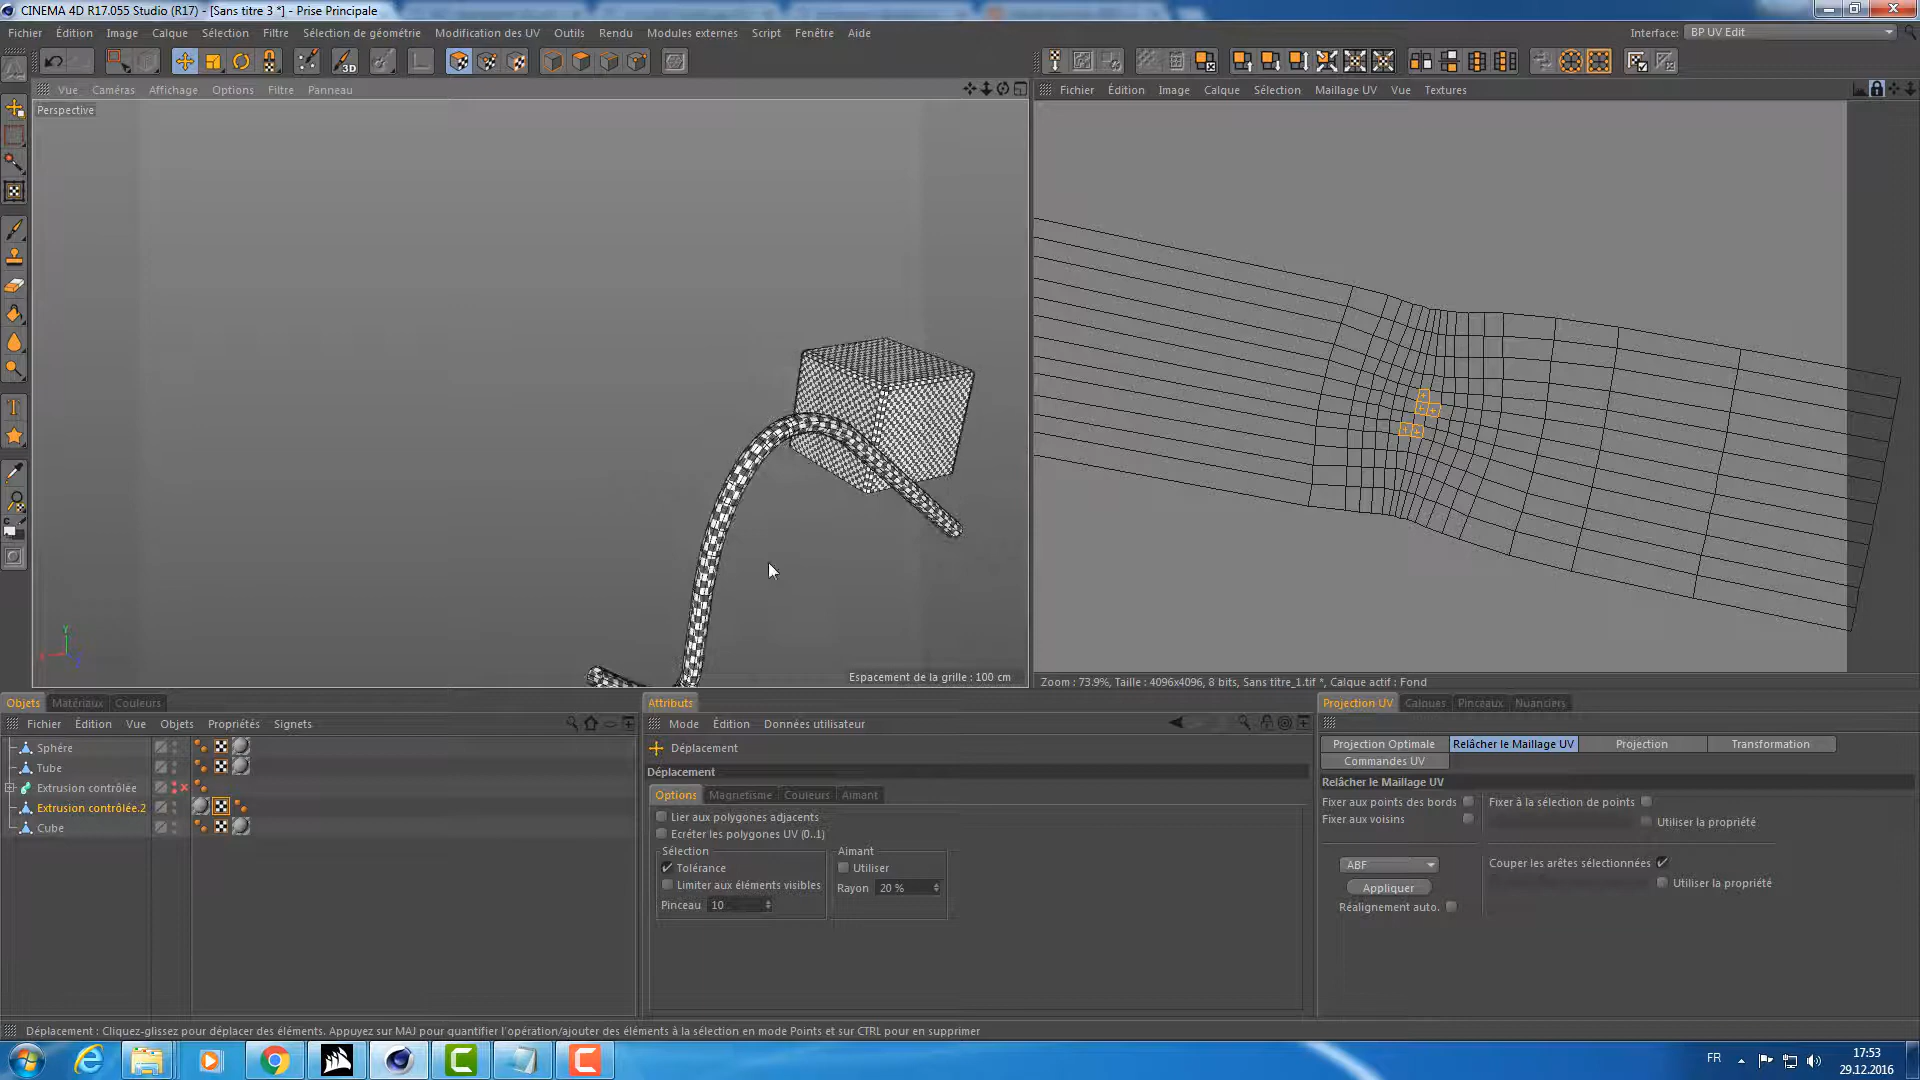 CINEMA 4D R17.055 Studio (R17) - [Sans titre 3 *] - Prise Principale
Fichier Édition Image Calque Sélection Filtre Sélection de géométrie Modification des UV Outils Rendu Modules externes Script Fenêtre Aide Interface: BP UV Edit
Vue Caméras Affichage Options Filtre Panneau
Fichier Édition Image Calque Sélection Maillage UV Vue Textures
Perspective
Y
Espacement de la grille : 100 cm
Zoom : 73.9%, Taille : 4096x4096, 8 bits, Sans titre_1.tif *, Calque actif : Fond
Objets Matériaux Couleurs
Fichier Édition Vue Objets Propriétés Signets
Sphère
Tube
Extrusion contrôlée
Extrusion contrôlée.2
Cube
Attributs
Mode Édition Données utilisateur
Déplacement
Déplacement
Options Magnetisme Couleurs Aimant
Lier aux polygones adjacents
Ecréter les polygones UV (0..1)
Sélection
Tolérance
Limiter aux éléments visibles
Pinceau 10
Aimant
Utiliser
Rayon 20 %
Projection UV Calques Pinceaux Nuanciers
Projection Optimale Relâcher le Maillage UV Projection Transformation
Commandes UV
Relâcher le Maillage UV
Fixer aux points des bords
Fixer aux voisins
Fixer à la sélection de points
Utiliser la propriété
ABF
Appliquer
Réalignement auto.
Couper les arêtes sélectionnées
Utiliser la propriété
Déplacement : Cliquez-glissez pour déplacer des éléments. Appuyez sur MAJ pour quantifier l'opération/ajouter des éléments à la sélection en mode Points et sur CTRL pour en supprimer
FR
17:53
29.12.2016